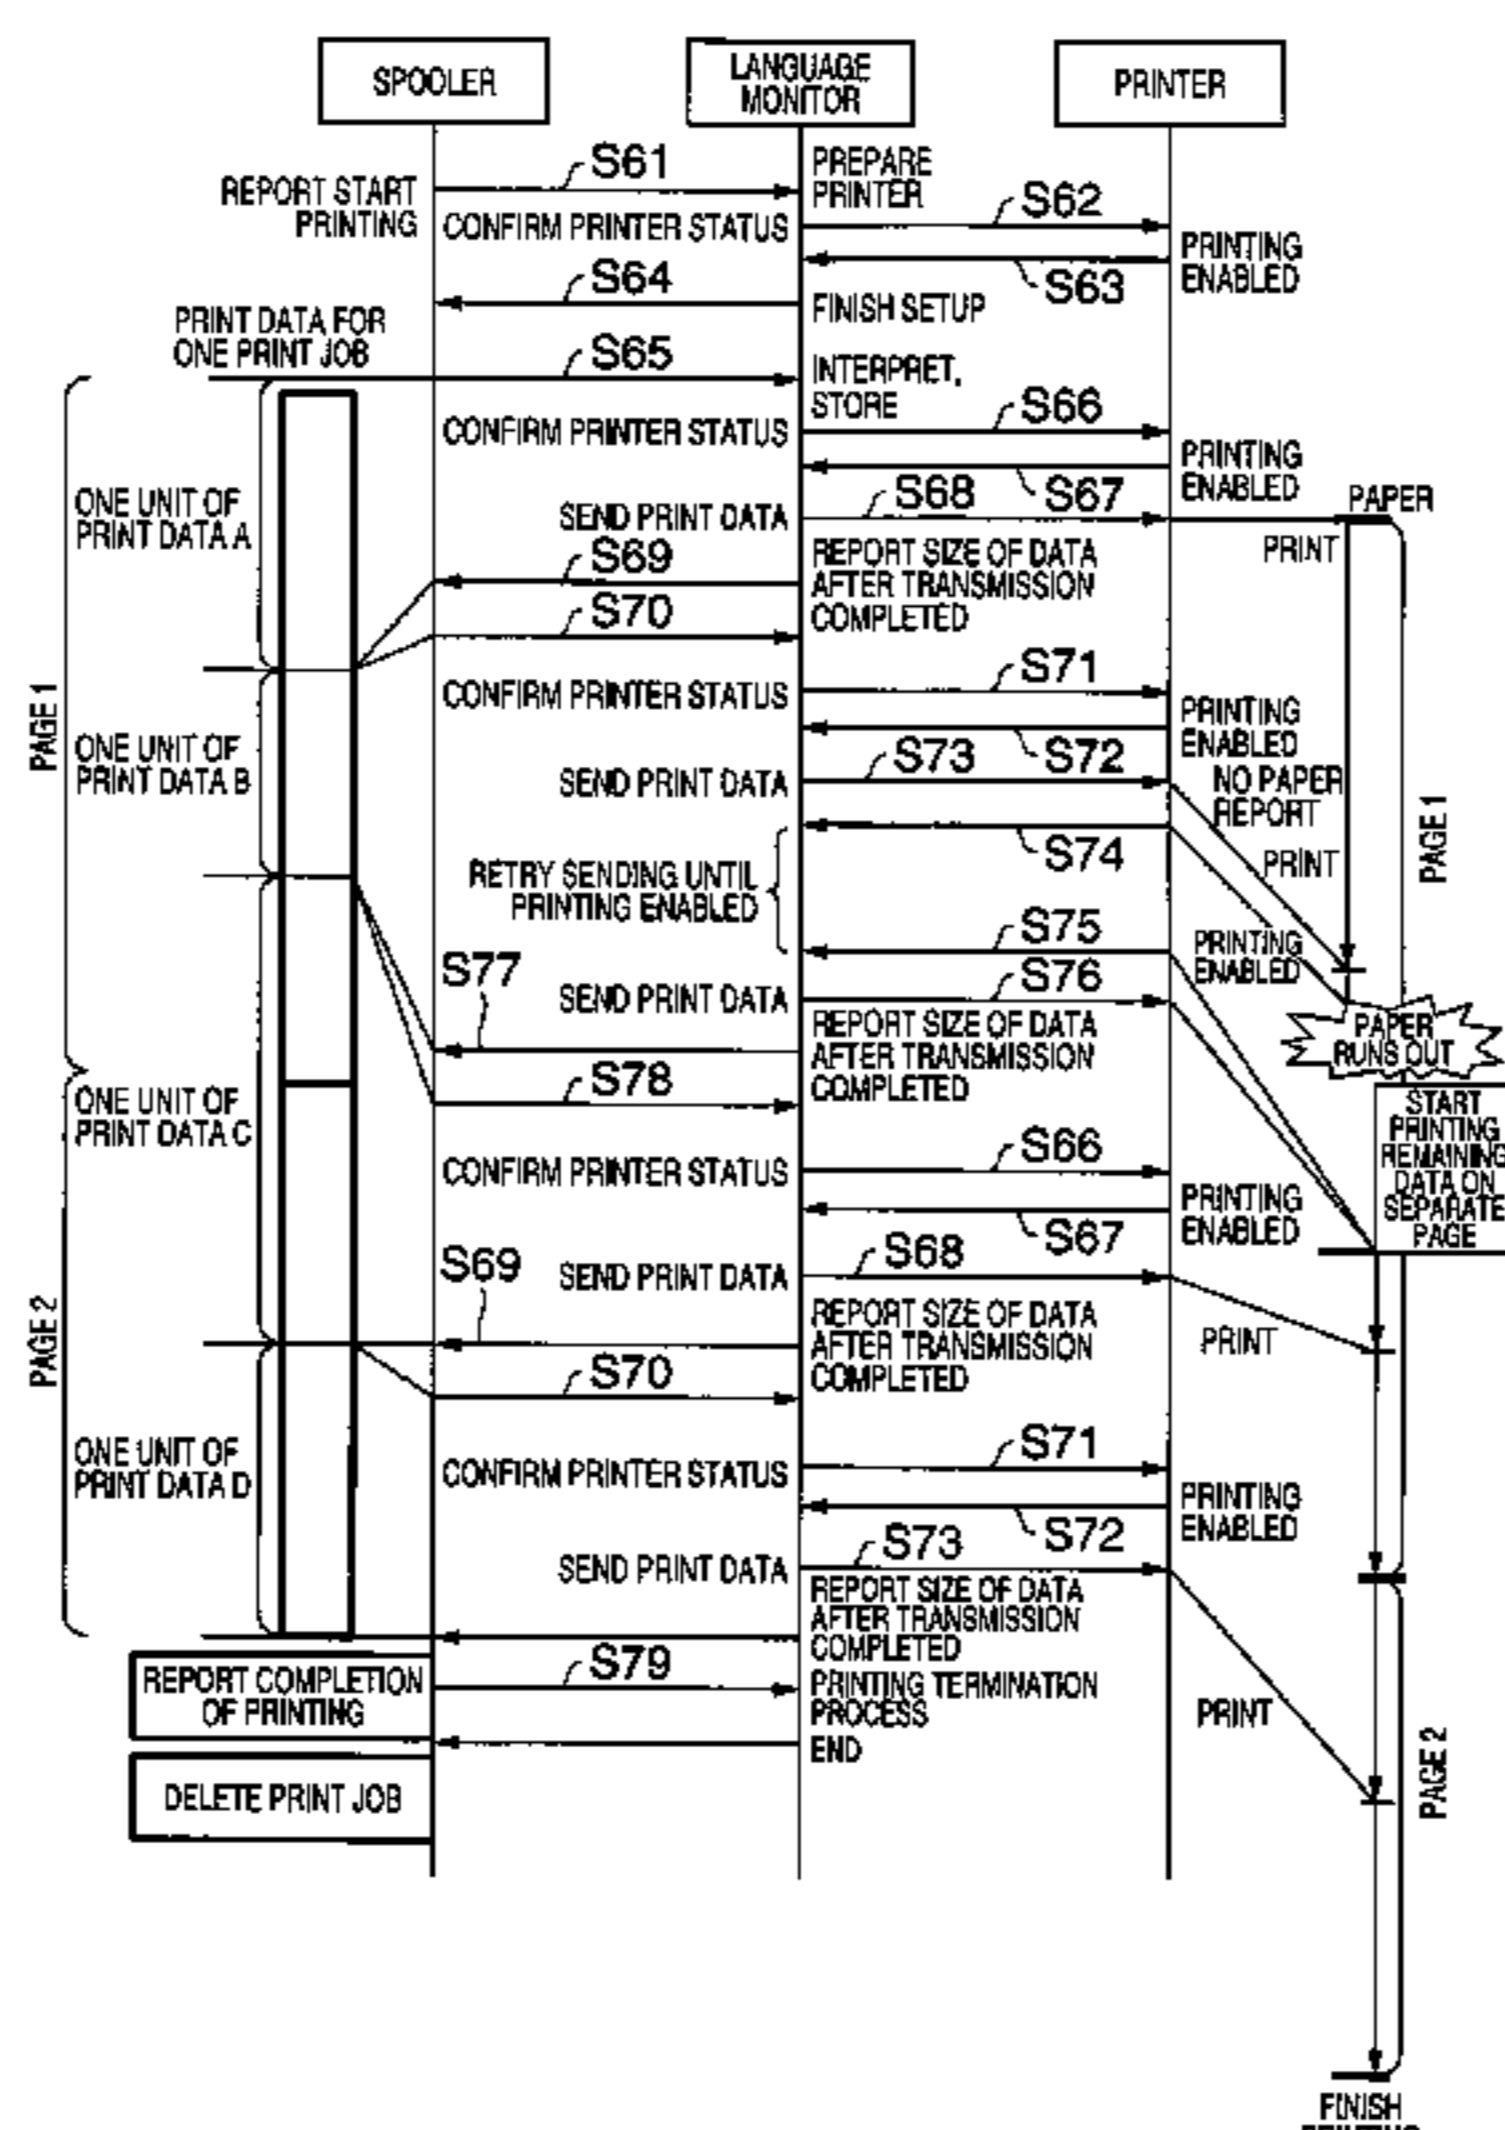 SPOOLER
LANGUAGE
MONITOR
PRINTER
REPORT START
PRINTING
S61
PREPARE
PRINTER
CONFIRM PRINTER STATUS
S62
PRINTING
ENABLED
S63
S64
FINISH SETUP
PRINT DATA FOR
ONE PRINT JOB
S65
INTERPRET,
STORE
CONFIRM PRINTER STATUS
S66
PRINTING
ENABLED
S67
ONE UNIT OF
PRINT DATA A
SEND PRINT DATA
S68
PAPER
PRINT
S69
REPORT SIZE OF DATA
AFTER TRANSMISSION
COMPLETED
S70
PAGE 1
CONFIRM PRINTER STATUS
S71
PRINTING
ENABLED
S72
ONE UNIT OF
PRINT DATA B
SEND PRINT DATA
S73
NO PAPER
REPORT
S74
PRINT
PAGE 1
RETRY SENDING UNTIL
PRINTING ENABLED
S75
PRINTING
ENABLED
S77
SEND PRINT DATA
S76
REPORT SIZE OF DATA
AFTER TRANSMISSION
COMPLETED
PAPER
RUNS OUT
S78
ONE UNIT OF
PRINT DATA C
START
PRINTING
REMAINING
DATA ON
SEPARATE
PAGE
CONFIRM PRINTER STATUS
S66
PRINTING
ENABLED
S67
S69
SEND PRINT DATA
S68
REPORT SIZE OF DATA
AFTER TRANSMISSION
COMPLETED
PRINT
PAGE 2
S70
ONE UNIT OF
PRINT DATA D
CONFIRM PRINTER STATUS
S71
PRINTING
ENABLED
S72
SEND PRINT DATA
S73
REPORT SIZE OF DATA
AFTER TRANSMISSION
COMPLETED
REPORT COMPLETION
OF PRINTING
S79
PRINTING TERMINATION
PROCESS
PRINT
END
DELETE PRINT JOB
PAGE 2
FINISH